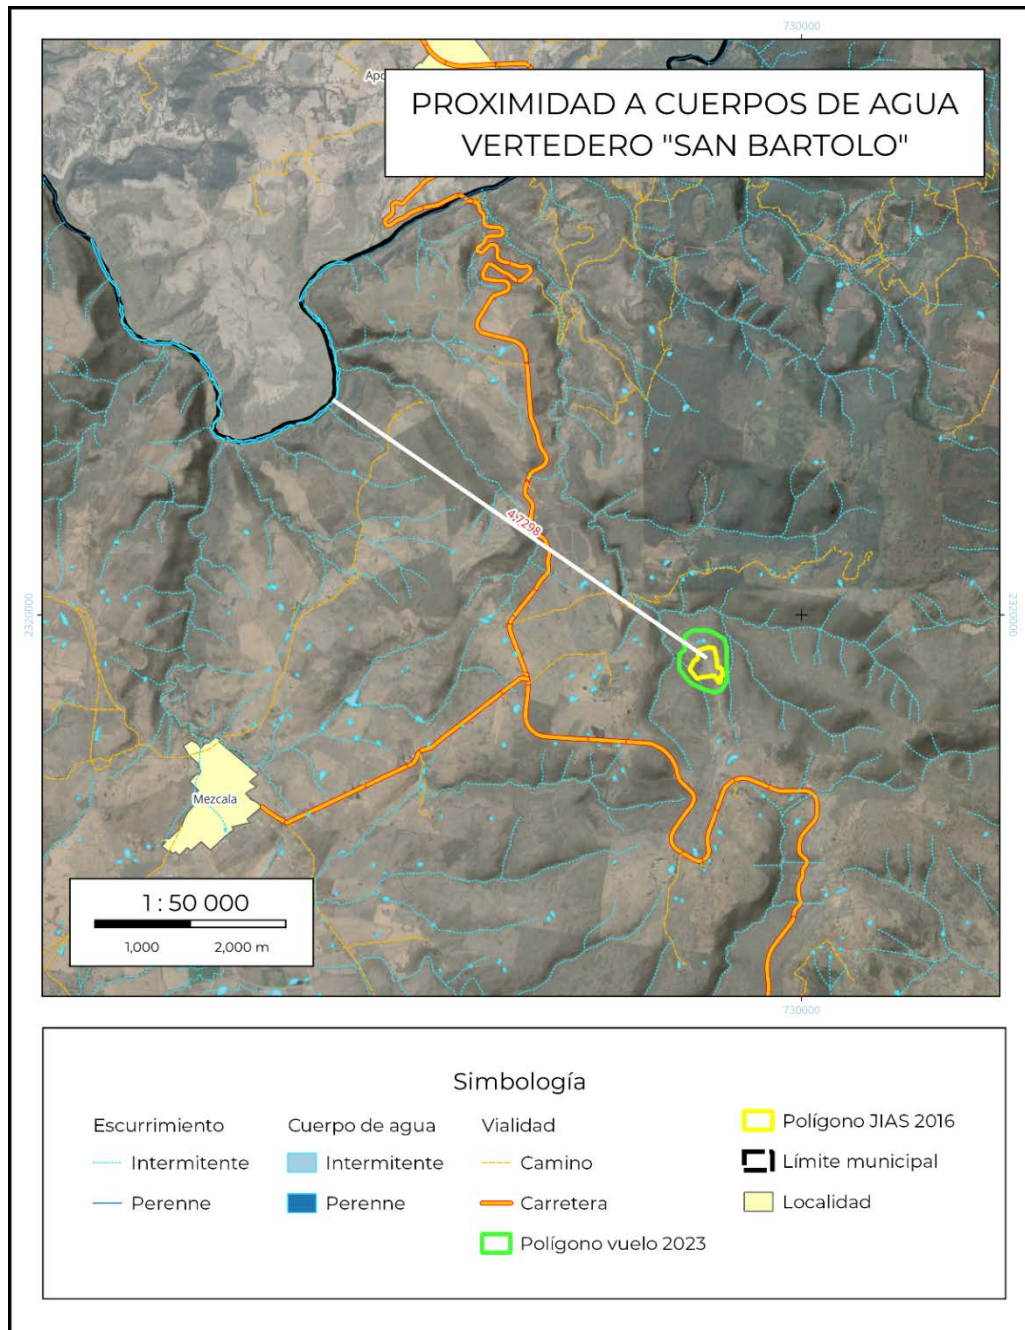 730000
Apo
PROXIMIDAD A CUERPOS DE AGUA
VERTEDERO "SAN BARTOLO"
4.7298
2320000
2320000
Mezcala
1 : 50 000
1,000 2,000 m
730000
Simbología
Escurrimiento
Intermitente
Perenne
Cuerpo de agua
Intermitente
Perenne
Vialidad
Camino
Carretera
Polígono vuelo 2023
Polígono JIAS 2016
Límite municipal
Localidad